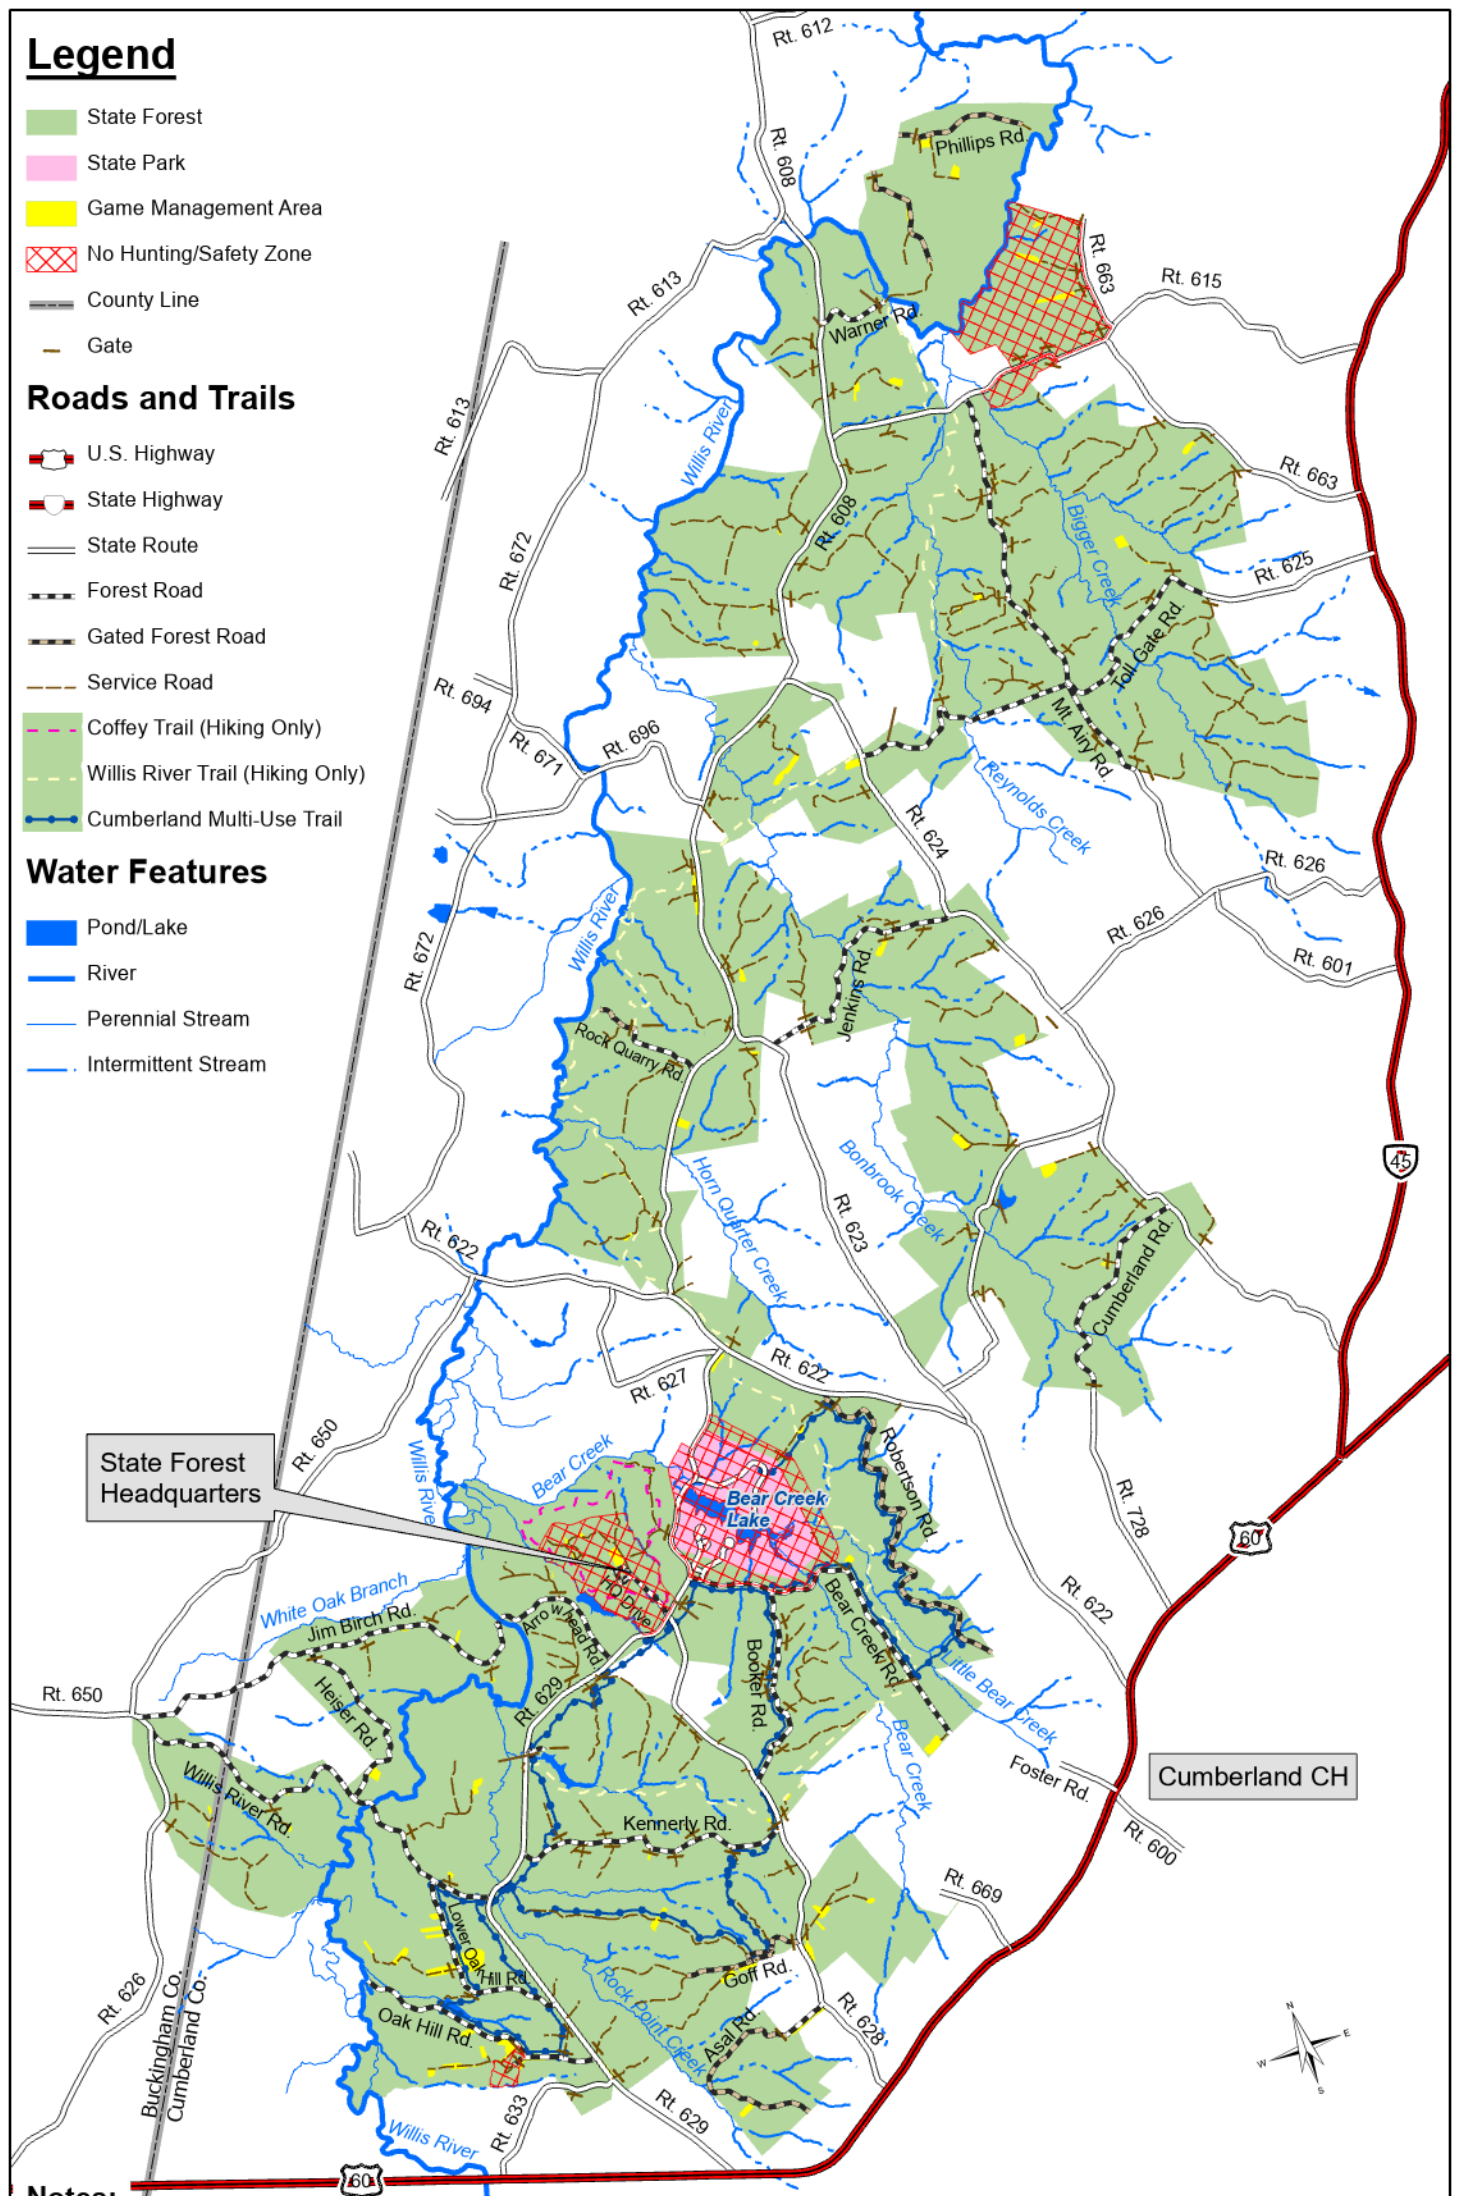 Legend
State Forest
State Park
Game Management Area
No Hunting/Safety Zone
County Line
Gate
Roads and Trails
U.S. Highway
State Highway
State Route
Forest Road
Gated Forest Road
Service Road
Coffey Trail (Hiking Only)
Willis River Trail (Hiking Only)
Cumberland Multi-Use Trail
Water Features
Pond/Lake
River
Perennial Stream
Intermittent Stream
Rt. 612
Rt. 608
Phillips Rd.
Rt. 663
Rt. 615
Rt. 613
Warner Rd.
Rt. 613
Willis River
Rt. 663
Rt. 608
Bigger Creek
Rt. 672
Rt. 625
Toll Gate Rd.
Rt. 694
Mt. Airy Rd.
Rt. 696
Rt. 671
Reynolds Creek
Rt. 624
Rt. 626
Willis River
Rt. 626
Rt. 672
Rt. 601
Jenkins Rd.
Rock Quarry Rd.
45
Bonbrook Creek
Horn Quarter Creek
Rt. 623
Rt. 622
Cumberland Rd.
Rt. 622
Rt. 627
Rt. 650
State Forest
Headquarters
Willis River
Bear Creek
Robertson Rd.
Bear Creek
Lake
Rt. 728
60
White Oak Branch
HQ Drive
Rt. 622
Jim Birch Rd.
Arrowhead Rd.
Bear Creek Rd.
Booker Rd.
Little Bear Creek
Rt. 650
Heiser Rd.
Rt. 629
Bear Creek
Foster Rd.
Cumberland CH
Willis River Rd.
Kennerly Rd.
Rt. 600
Rt. 669
Lower Oak Hill Rd.
Goff Rd.
Rock Point Creek
Rt. 626
Buckingham Co.
Cumberland Co.
Oak Hill Rd.
Asal Rd.
Rt. 628
N
E
W
S
Rt. 633
Rt. 629
Willis River
60
Notes: